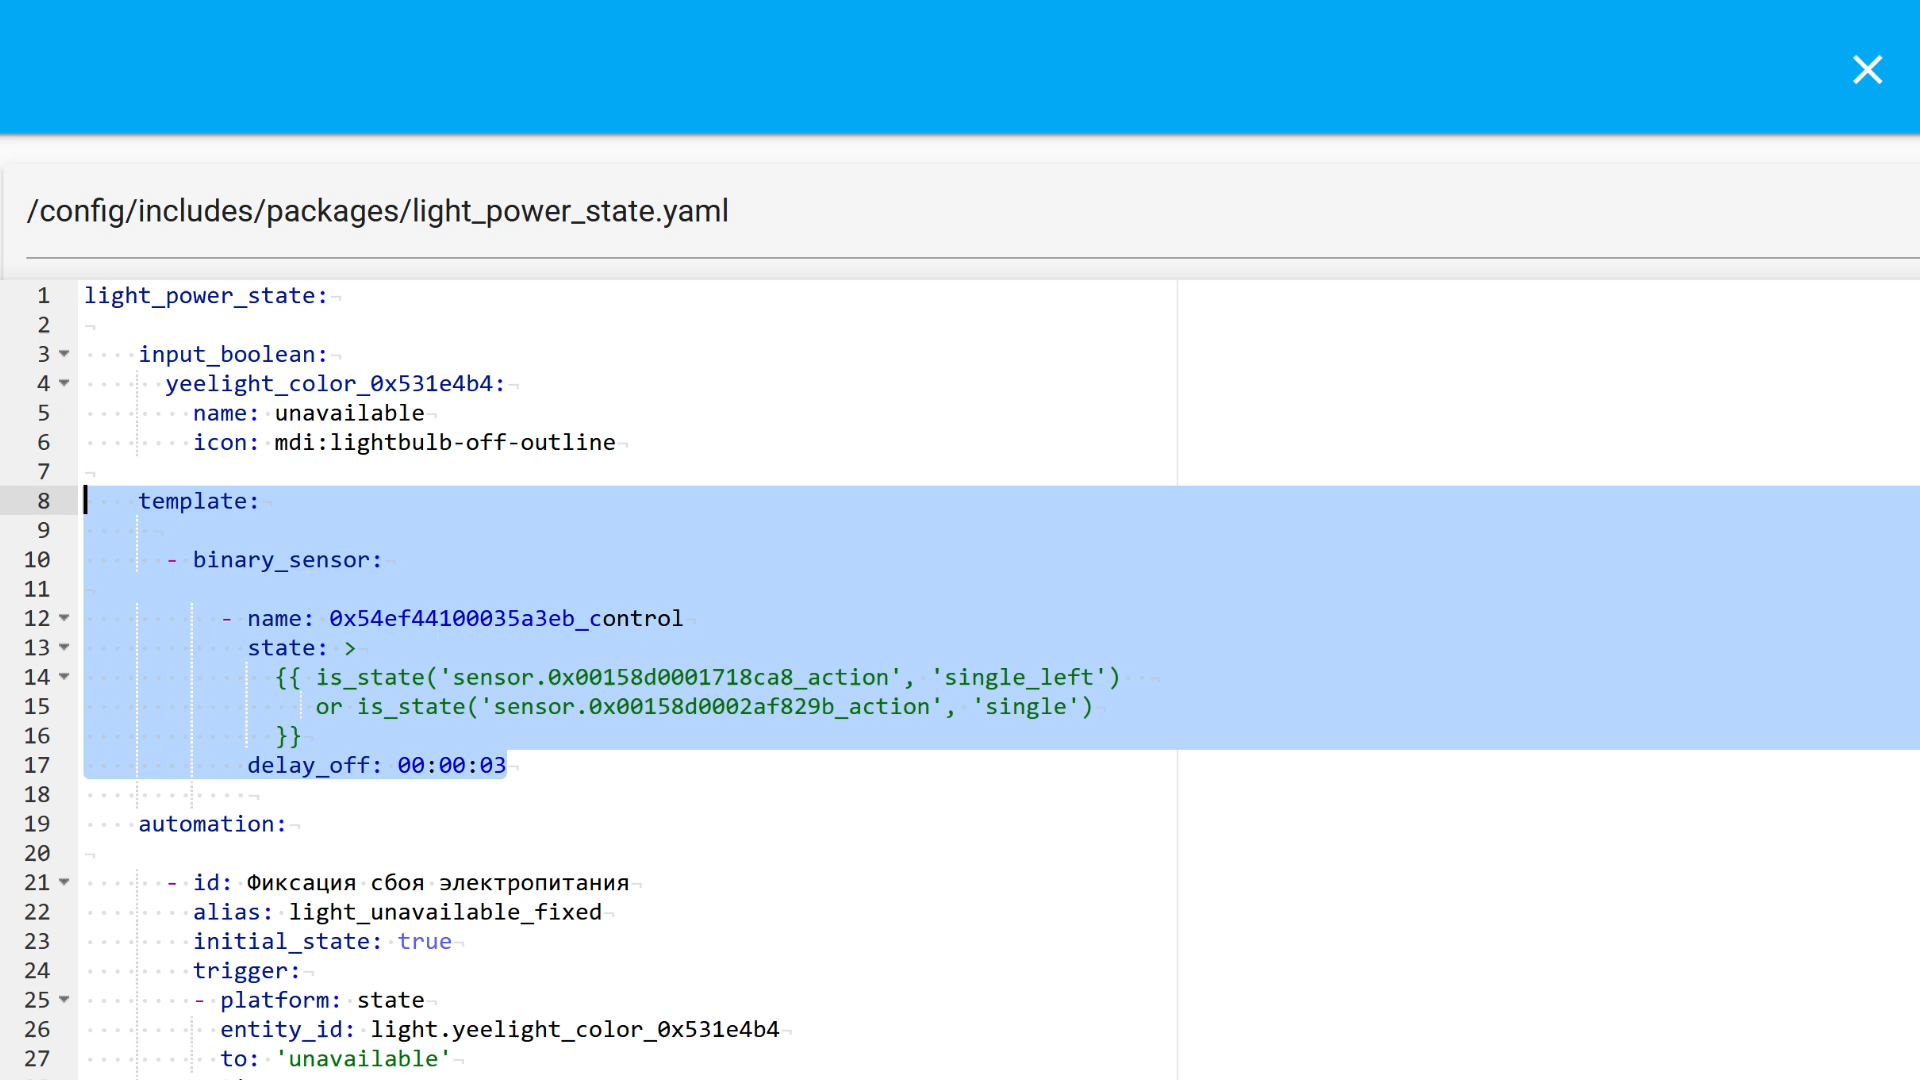 /config/includes/packages/light_power_state.yaml
1 light_power_state:
2
3 input_boolean:
4 yeelight_color_0x531e4b4:
5 name: unavailable
6 icon: mdi:lightbulb-off-outline
7
8 template:
9
10 - binary_sensor:
11
12 - name: 0x54ef44100035a3eb_control
13 state: >
14 {{ is_state('sensor.0x00158d0001718ca8_action', 'single_left')
15 or is_state('sensor.0x00158d0002af829b_action', 'single')
16 }}
17 delay_off: 00:00:03
18
19 automation:
20
21 - id: Фиксация сбоя электропитания
22 alias: light_unavailable_fixed
23 initial_state: true
24 trigger:
25 - platform: state
26 entity_id: light.yeelight_color_0x531e4b4
27 to: 'unavailable'